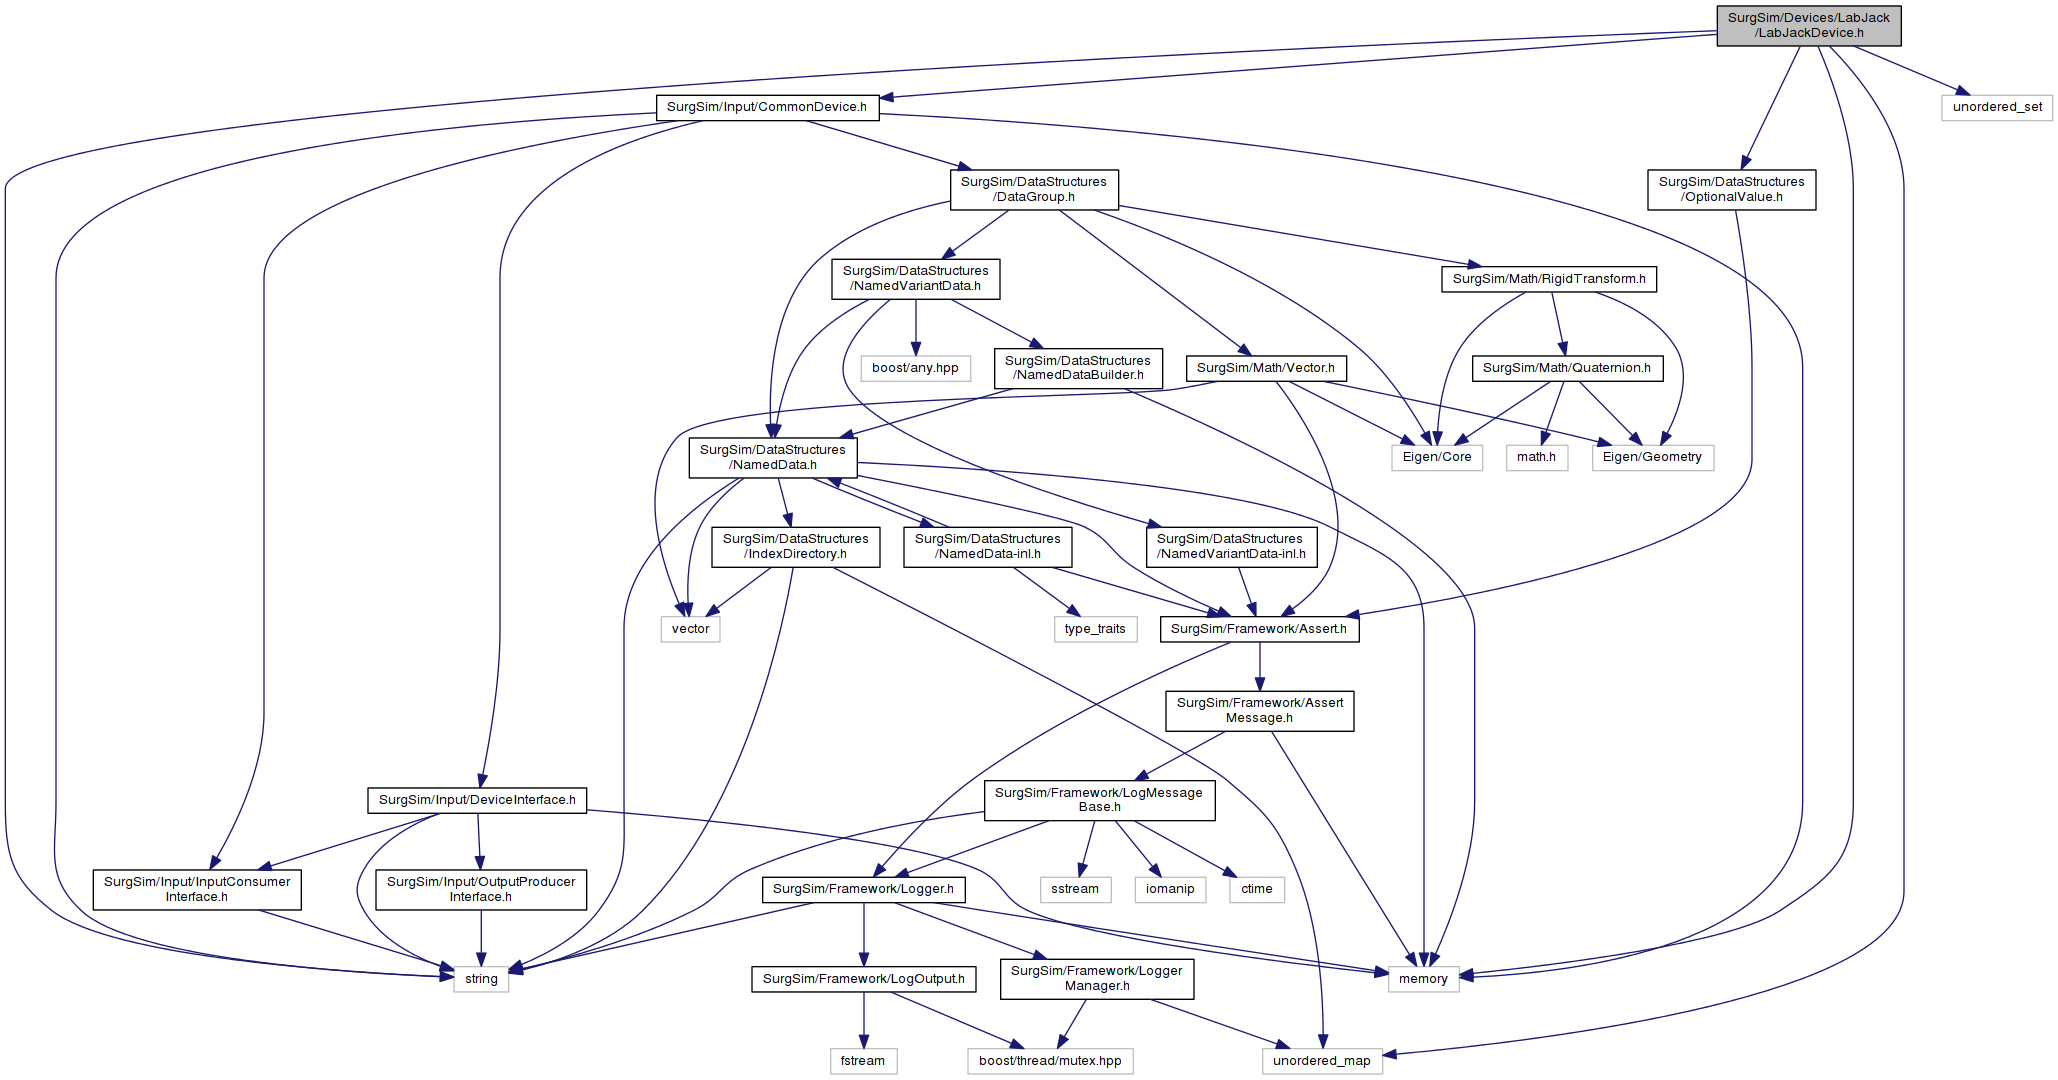 SurgSim/Devices/LabJack
/LabJackDevice.h
SurgSim/Input/CommonDevice.h
unordered_set
SurgSim/DataStructures
/DataGroup.h
SurgSim/DataStructures
/OptionalValue.h
SurgSim/DataStructures
/NamedVariantData.h
SurgSim/Math/RigidTransform.h
boost/any.hpp
SurgSim/DataStructures
/NamedDataBuilder.h
SurgSim/Math/Vector.h
SurgSim/Math/Quaternion.h
SurgSim/DataStructures
/NamedData.h
Eigen/Core
math.h
Eigen/Geometry
SurgSim/DataStructures
/IndexDirectory.h
SurgSim/DataStructures
/NamedData-inl.h
SurgSim/DataStructures
/NamedVariantData-inl.h
vector
type_traits
SurgSim/Framework/Assert.h
SurgSim/Framework/Assert
Message.h
SurgSim/Input/DeviceInterface.h
SurgSim/Framework/LogMessage
Base.h
SurgSim/Input/InputConsumer
Interface.h
SurgSim/Input/OutputProducer
Interface.h
SurgSim/Framework/Logger.h
sstream
iomanip
ctime
string
SurgSim/Framework/LogOutput.h
SurgSim/Framework/Logger
Manager.h
memory
fstream
boost/thread/mutex.hpp
unordered_map